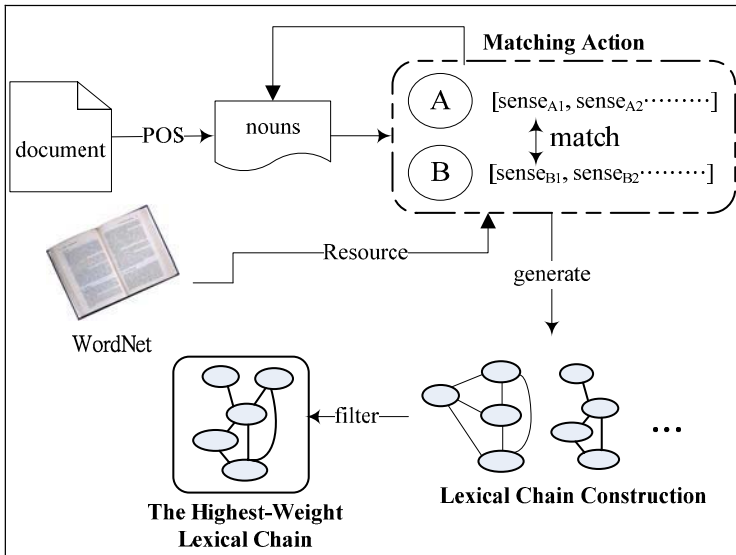 Matching Action
document
POS
nouns
A
[senseA1, senseA2·········]
match
B
[senseB1, senseB2·········]
Resource
generate
WordNet
filter
...
The Highest-Weight
Lexical Chain
Lexical Chain Construction